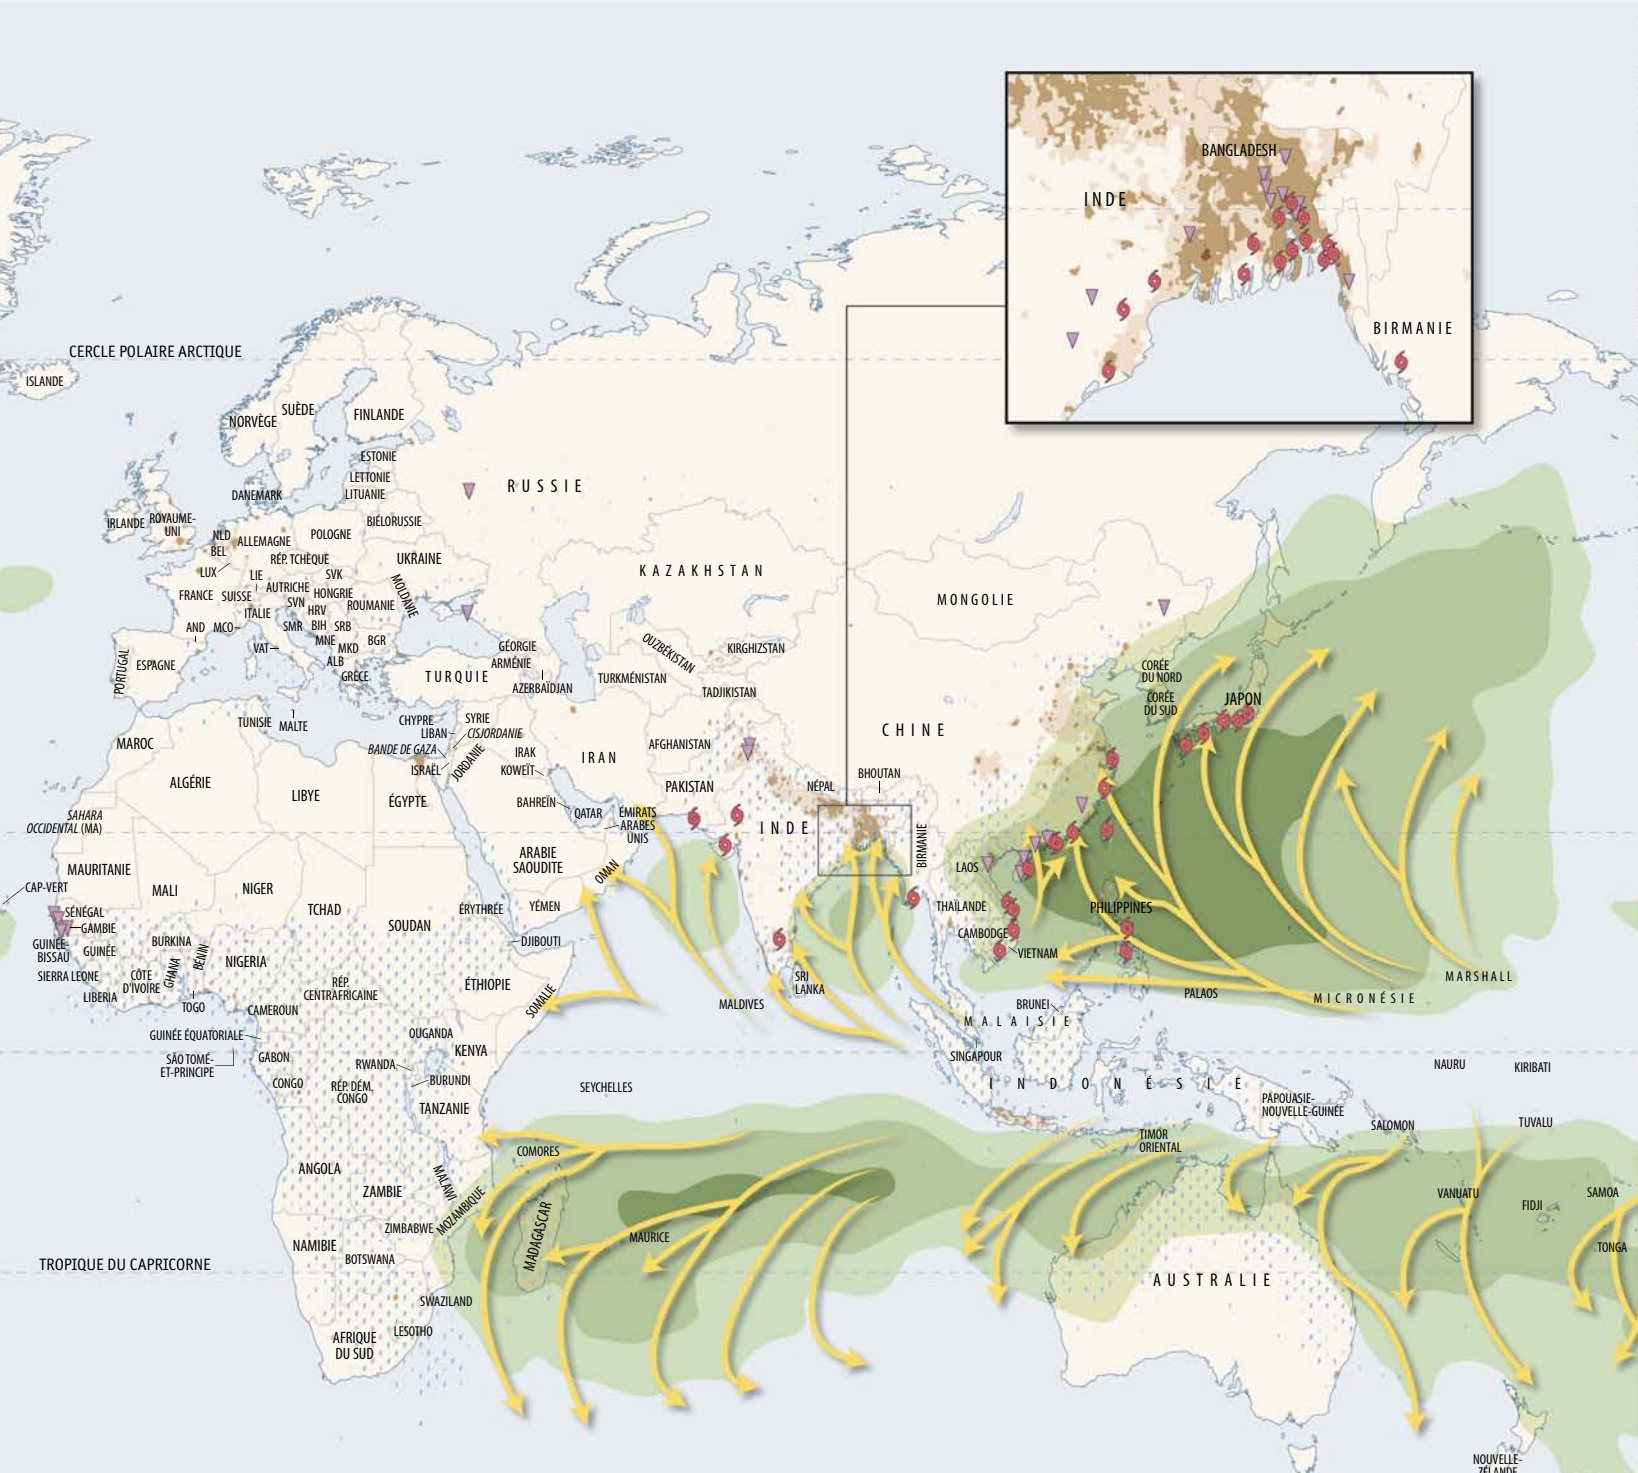 BANGLADESH
INDE
BIRMANIE
CERCLE POLAIRE ARCTIQUE
ISLANDE
NORVÈGE
SUÈDE
FINLANDE
ESTONIE
LETTONIE
LITUANIE
DANEMARK
RUSSIE
IRLANDE
ROYAUME-
UNI
NLD
BEL
ALLEMAGNE
POLOGNE
BIÉLORUSSIE
LUX
LIE
RÉP. TCHÈQUE
SVK
UKRAINE
FRANCE
SUISSE
AUTRICHE
HONGRIE
MOLDAVIE
SVN
ITALIE
HRV
ROUMANIE
AND
MCO
SMR
BIH
SRB
MNE
MKD
BGR
VAT
ALB
GRÈCE
PORTUGAL
ESPAGNE
KAZAKHSTAN
MONGOLIE
GÉORGIE
ARMÉNIE
AZERBAÏDJAN
TURQUIE
OUZBÉKISTAN
KIRGHIZSTAN
TURKMÉNISTAN
TADJIKISTAN
CORÉE
DU NORD
CORÉE
DU SUD
JAPON
CHINE
TUNISIE
MALTE
CHYPRE
LIBAN
SYRIE
CISJORDANIE
BANDE DE GAZA
ISRAËL
JORDANIE
IRAK
KOWEÏT
IRAN
AFGHANISTAN
MAROC
ALGÉRIE
LIBYE
ÉGYPTE
BAHREÏN
QATAR
ÉMIRATS
ARABES
UNIS
PAKISTAN
NÉPAL
BHOUTAN
INDE
BIRMANIE
SAHARA
OCCIDENTAL (MA)
MAURITANIE
MALI
NIGER
TCHAD
SOUDAN
ARABIE
SAOUDITE
OMAN
ÉRYTHRÉE
YÉMEN
DJIBOUTI
CAP-VERT
SÉNÉGAL
GAMBIE
GUINÉE-
BISSAU
GUINÉE
SIERRA LEONE
LIBERIA
BURKINA
CÔTE
D'IVOIRE
GHANA
BÉNIN
TOGO
NIGERIA
CAMEROUN
RÉP.
CENTRAFRICAINE
ÉTHIOPIE
SOMALIE
GUINÉE ÉQUATORIALE
SÃO TOMÉ-
ET-PRINCIPE
GABON
CONGO
RÉP. DÉM.
CONGO
OUGANDA
KENYA
RWANDA
BURUNDI
TANZANIE
LAOS
THAÏLANDE
CAMBODGE
VIETNAM
PHILIPPINES
SRI
LANKA
MALDIVES
BRUNEI
MALAISIE
SINGAPOUR
PALAOS
MICRONÉSIE
MARSHALL
SEYCHELLES
INDONÉSIE
NAURU
KIRIBATI
PAPOUASIE-
NOUVELLE-GUINÉE
SALOMON
TUVALU
TIMOR
ORIENTAL
COMORES
ANGOLA
ZAMBIE
MALAWI
MOZAMBIQUE
ZIMBABWE
MADAGASCAR
MAURICE
NAMIBIE
BOTSWANA
SWAZILAND
LESOTHO
AFRIQUE
DU SUD
VANUATU
FIDJI
SAMOA
TONGA
TROPIQUE DU CAPRICORNE
AUSTRALIE
NOUVELLE-
ZÉLANDE